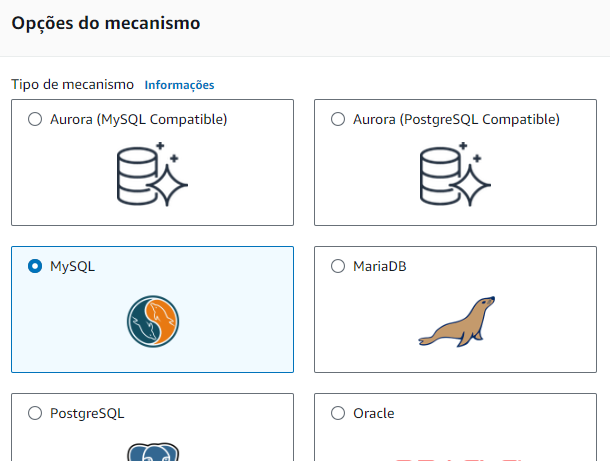 Opções do mecanismo
Tipo de mecanismo Informações
Aurora (MySQL Compatible)
Aurora (PostgreSQL Compatible)
MySQL
MariaDB
PostgreSQL
Oracle